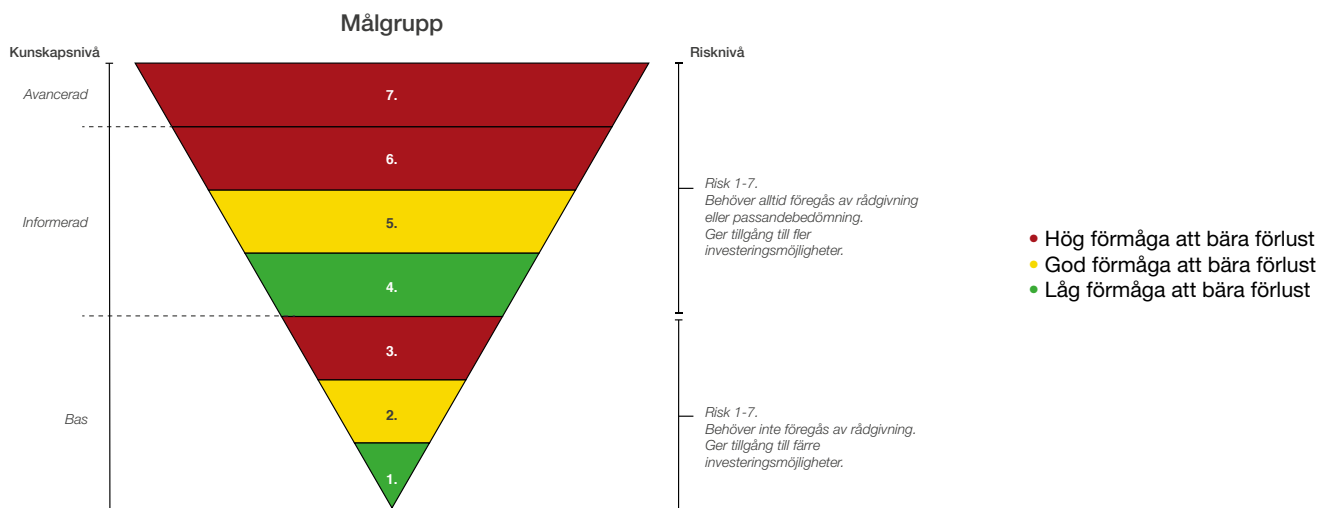 Målgrupp
Kunskapsnivå
Risknivå
Avancerad
7.
6.
Informerad
5.
4.
Risk 1-7.
Behöver alltid föregås av rådgivning
eller passandebedömning.
Ger tillgång till fler
investeringsmöjligheter.
• Hög förmåga att bära förlust
• God förmåga att bära förlust
• Låg förmåga att bära förlust
3.
Bas
2.
1.
Risk 1-7.
Behöver inte föregås av rådgivning.
Ger tillgång till färre
investeringsmöjligheter.